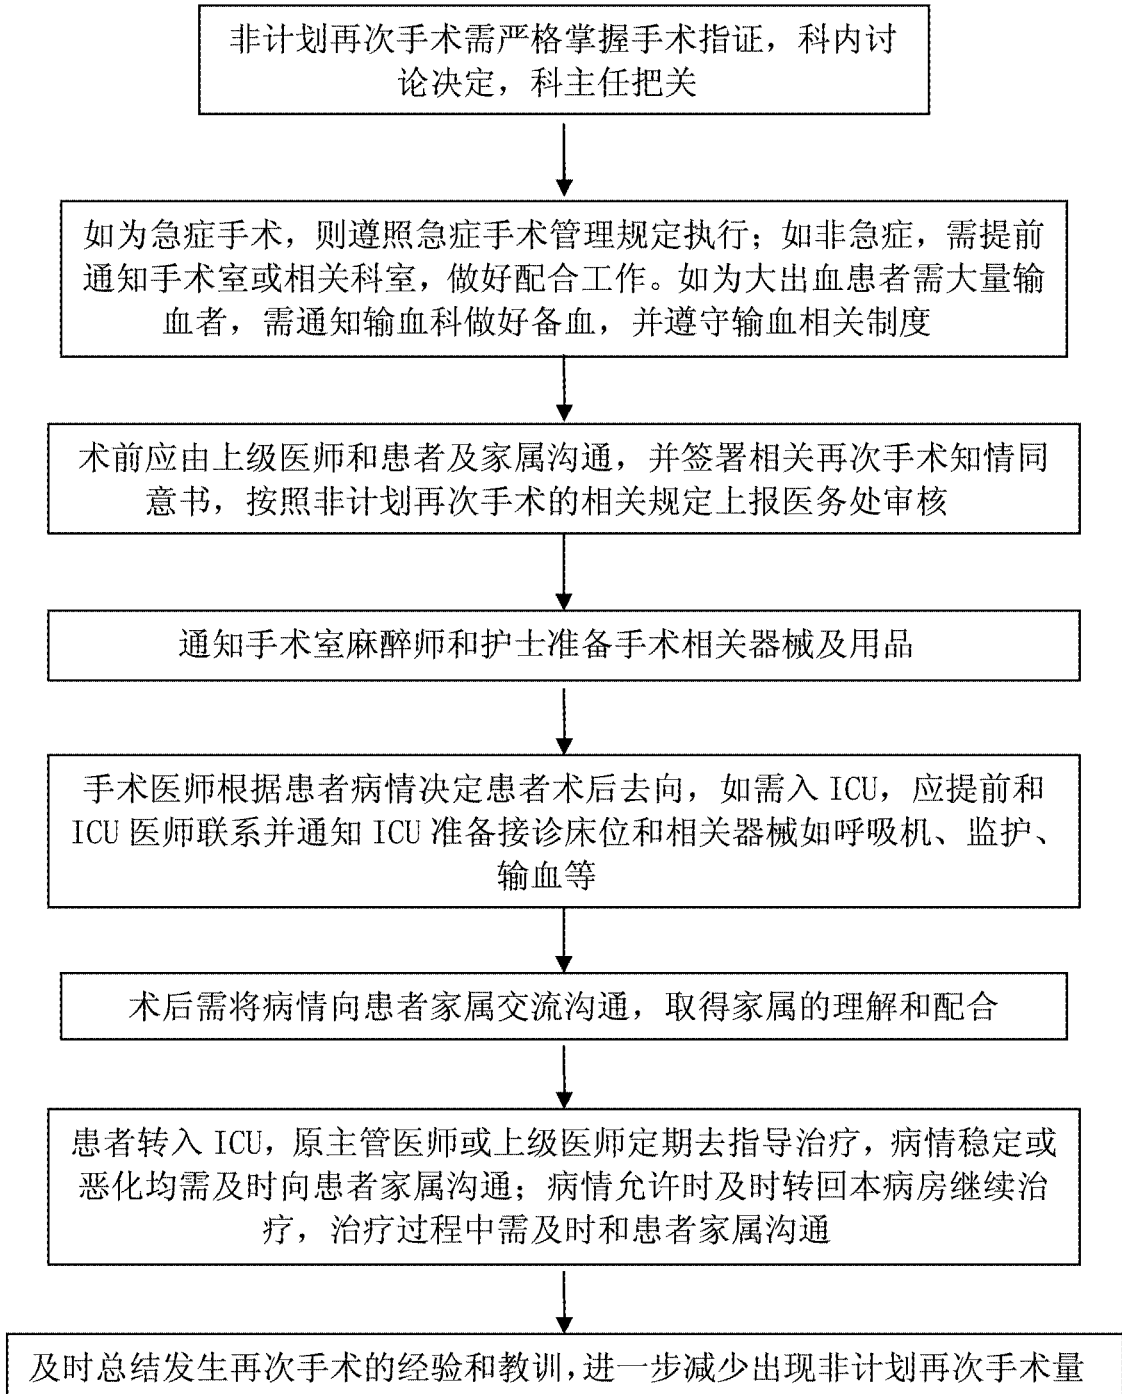 非计划再次手术需严格掌握手术指证，科内讨
论决定，科主任把关
如为急症手术，则遵照急症手术管理规定执行；如非急症，需提前
通知手术室或相关科室，做好配合工作。如为大出血患者需大量输
血者，需通知输血科做好备血，并遵守输血相关制度
术前应由上级医师和患者及家属沟通，并签署相关再次手术知情同
意书，按照非计划再次手术的相关规定上报医务处审核
通知手术室麻醉师和护士准备手术相关器械及用品
手术医师根据患者病情决定患者术后去向，如需入 ICU，应提前和
ICU 医师联系并通知 ICU 准备接诊床位和相关器械如呼吸机、监护、
输血等
术后需将病情向患者家属交流沟通，取得家属的理解和配合
患者转入 ICU，原主管医师或上级医师定期去指导治疗，病情稳定或
恶化均需及时向患者家属沟通；病情允许时及时转回本病房继续治
疗，治疗过程中需及时和患者家属沟通
及时总结发生再次手术的经验和教训，进一步减少出现非计划再次手术量